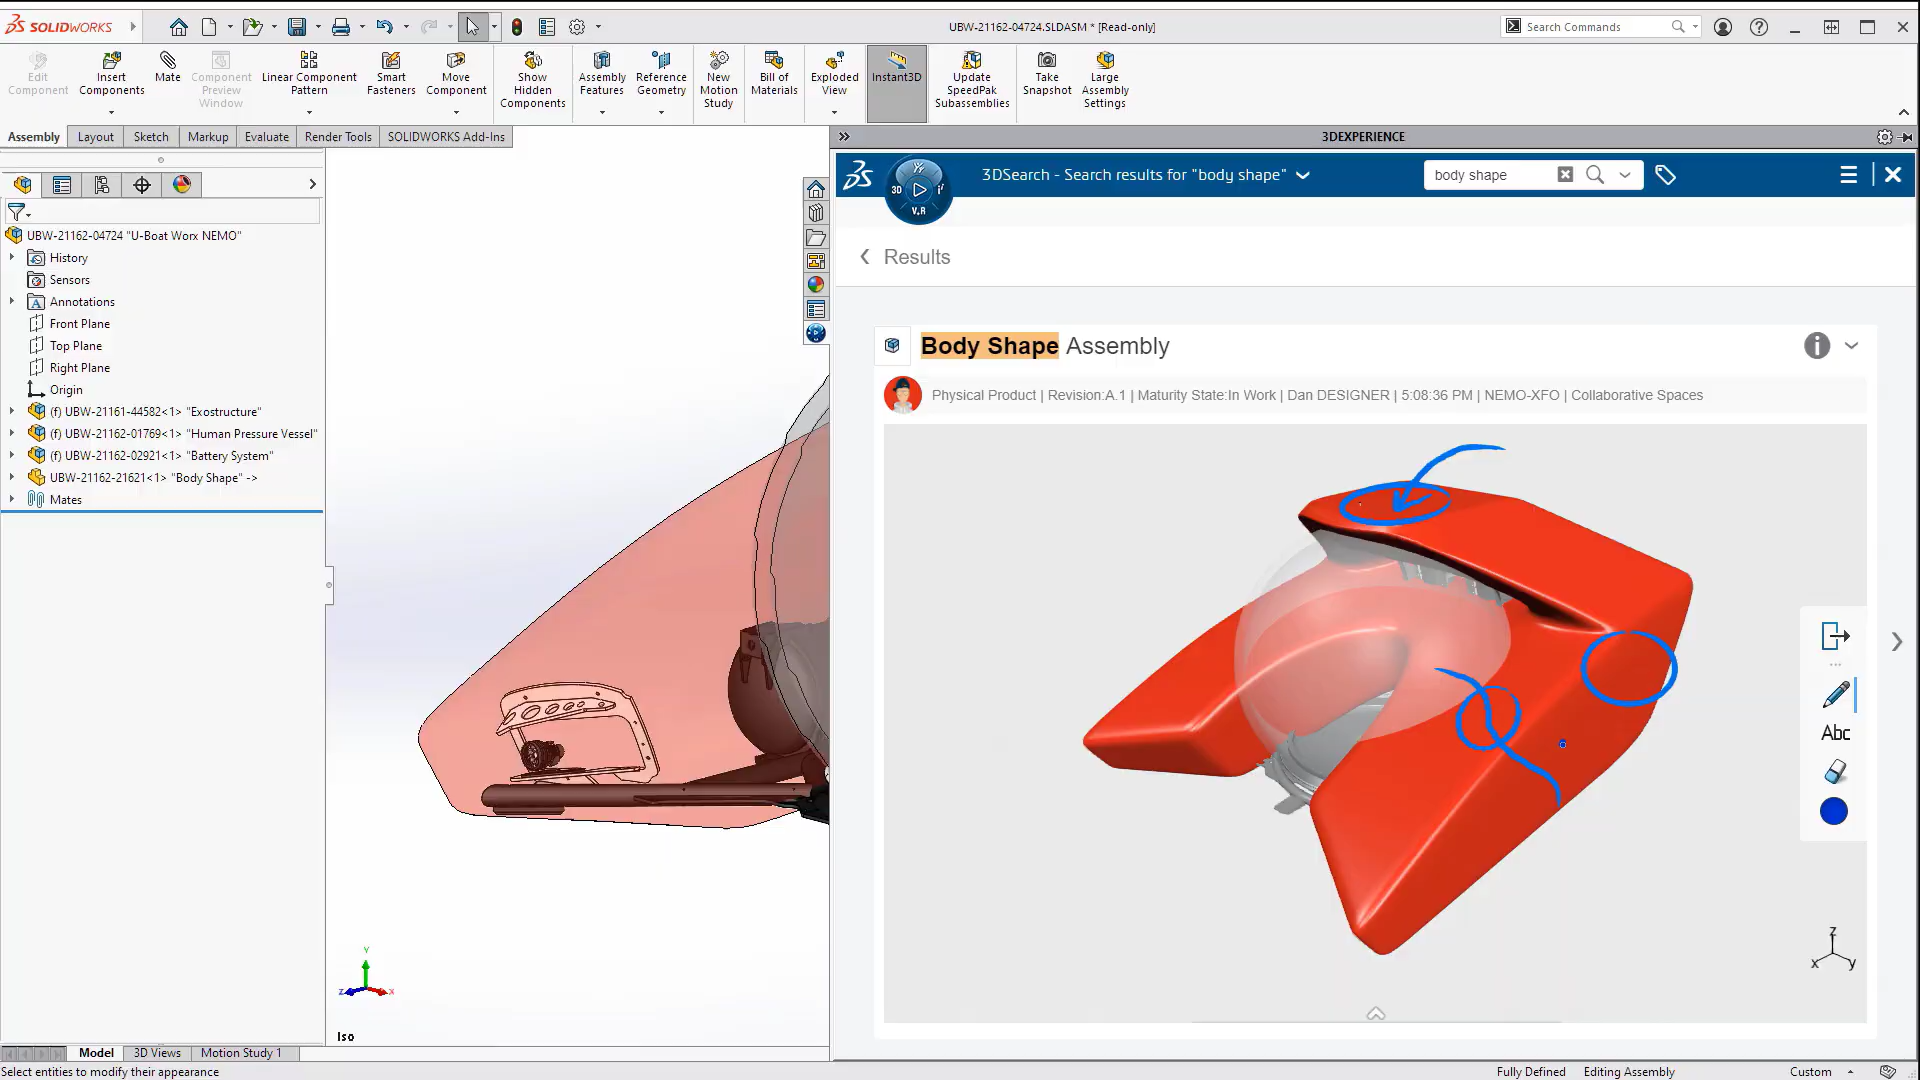 SOLIDWORKS
UBW-21162-04724.SLDASM * [Read-only]
Search Commands
Edit Component
Insert Components
Mate
Component Preview Window
Linear Component Pattern
Smart Fasteners
Move Component
Show Hidden Components
Assembly Features
Reference Geometry
New Motion Study
Bill of Materials
Exploded View
Instant3D
Update SpeedPak Subassemblies
Take Snapshot
Large Assembly Settings
Assembly
Layout
Sketch
Markup
Evaluate
Render Tools
SOLIDWORKS Add-Ins
3DEXPERIENCE
3D
V.R
3DSearch - Search results for "body shape"
body shape
UBW-21162-04724 "U-Boat Worx NEMO"
History
Sensors
Annotations
Front Plane
Top Plane
Right Plane
Origin
(f) UBW-21161-44582<1> "Exostructure"
(f) UBW-21162-01769<1> "Human Pressure Vessel"
(f) UBW-21162-02921<1> "Battery System"
UBW-21162-21621<1> "Body Shape" ->
Mates
Results
Body Shape Assembly
Physical Product | Revision:A.1 | Maturity State:In Work | Dan DESIGNER | 5:08:36 PM | NEMO-XFO | Collaborative Spaces
Abc
Z
X
y
Y
Z
X
Iso
Model
3D Views
Motion Study 1
Select entities to modify their appearance
Fully Defined
Editing Assembly
Custom